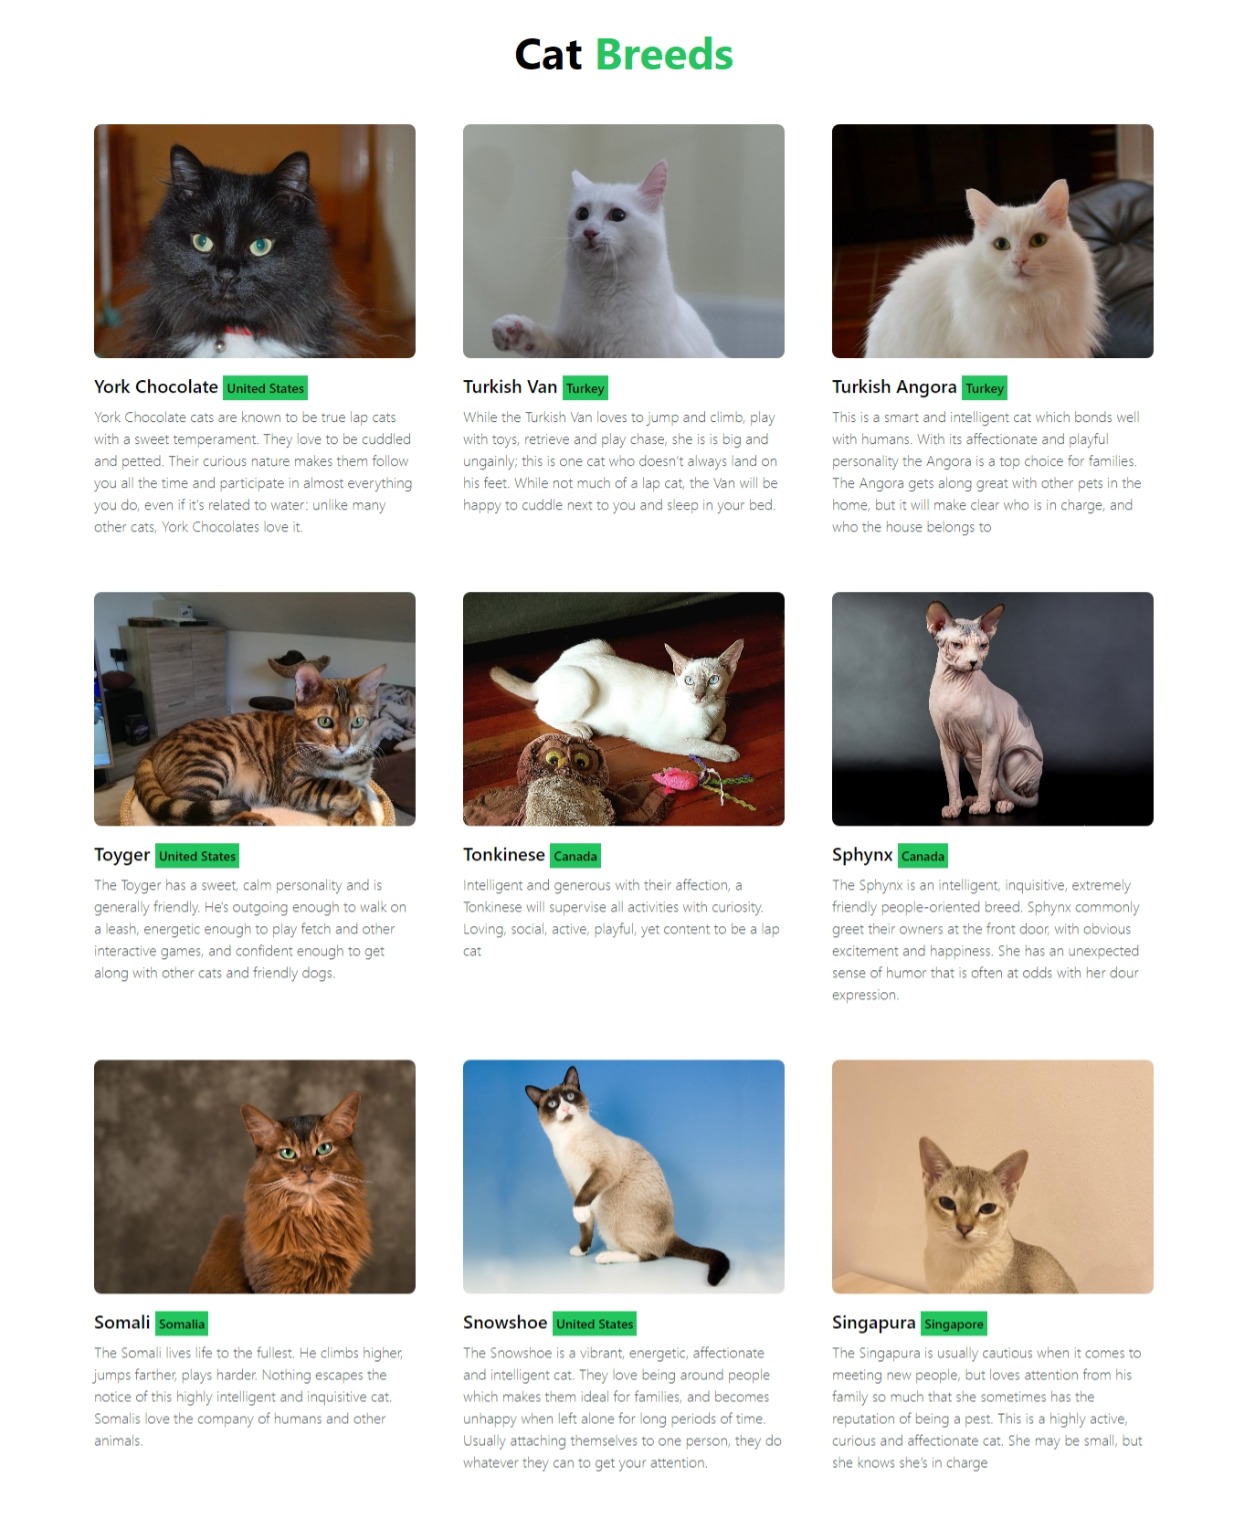 Cat Breeds
York Chocolate United States
York Chocolate cats are known to be true lap cats
with a sweet temperament. They love to be cuddled
and petted. Their curious nature makes them follow
you all the time and participate in almost everything
you do, even if it's related to water: unlike many
other cats, York Chocolates love it.
Turkish Van Turkey
While the Turkish Van loves to jump and climb, play
with toys, retrieve and play chase, she is is big and
ungainly; this is one cat who doesn't always land on
his feet. While not much of a lap cat, the Van will be
happy to cuddle next to you and sleep in your bed.
Turkish Angora Turkey
This is a smart and intelligent cat which bonds well
with humans. With its affectionate and playful
personality the Angora is a top choice for families.
The Angora gets along great with other pets in the
home, but it will make clear who is in charge, and
who the house belongs to
Toyger United States
The Toyger has a sweet, calm personality and is
generally friendly. He's outgoing enough to walk on
a leash, energetic enough to play fetch and other
interactive games, and confident enough to get
along with other cats and friendly dogs.
Tonkinese Canada
Intelligent and generous with their affection, a
Tonkinese will supervise all activities with curiosity.
Loving, social, active, playful, yet content to be a lap
cat
Sphynx Canada
The Sphynx is an intelligent, inquisitive, extremely
friendly people-oriented breed. Sphynx commonly
greet their owners at the front door, with obvious
excitement and happiness. She has an unexpected
sense of humor that is often at odds with her dour
expression.
Somali Somalia
The Somali lives life to the fullest. He climbs higher,
jumps farther, plays harder. Nothing escapes the
notice of this highly intelligent and inquisitive cat.
Somalis love the company of humans and other
animals.
Snowshoe United States
The Snowshoe is a vibrant, energetic, affectionate
and intelligent cat. They love being around people
which makes them ideal for families, and becomes
unhappy when left alone for long periods of time.
Usually attaching themselves to one person, they do
whatever they can to get your attention.
Singapura Singapore
The Singapura is usually cautious when it comes to
meeting new people, but loves attention from his
family so much that she sometimes has the
reputation of being a pest. This is a highly active,
curious and affectionate cat. She may be small, but
she knows she's in charge